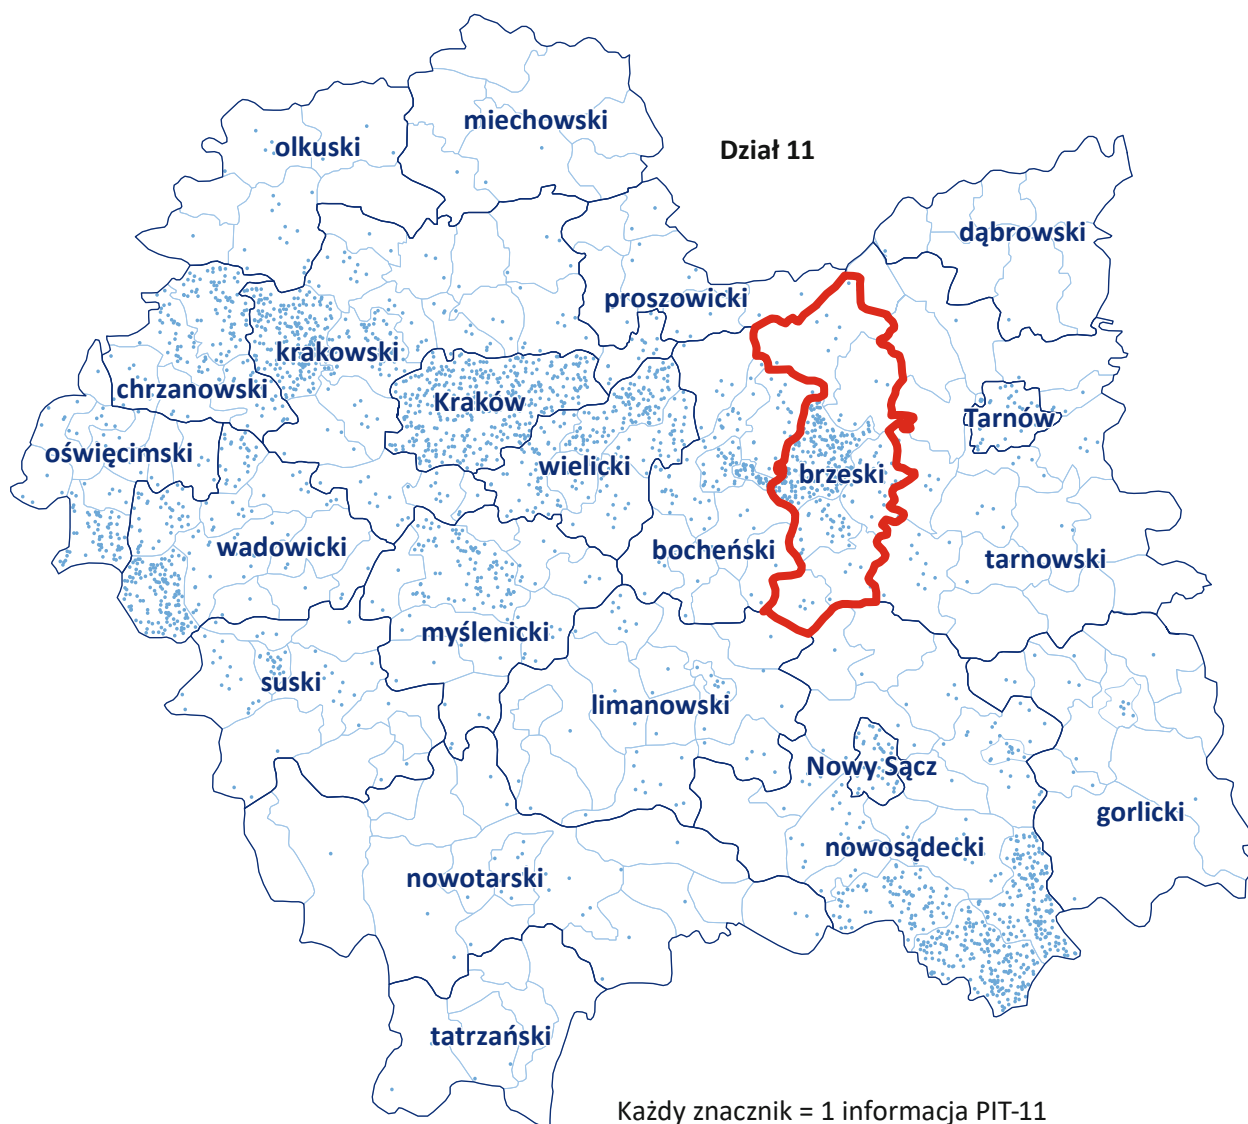 miechowski
olkuski
Dział 11
dąbrowski
proszowicki
krakowski
chrzanowski
Kraków
Tarnów
oświęcimski
wielicki
brzeski
wadowicki
bocheński
tarnowski
myślenicki
suski
limanowski
Nowy Sącz
gorlicki
nowosądecki
nowotarski
tatrzański
Każdy znacznik = 1 informacja PIT-11